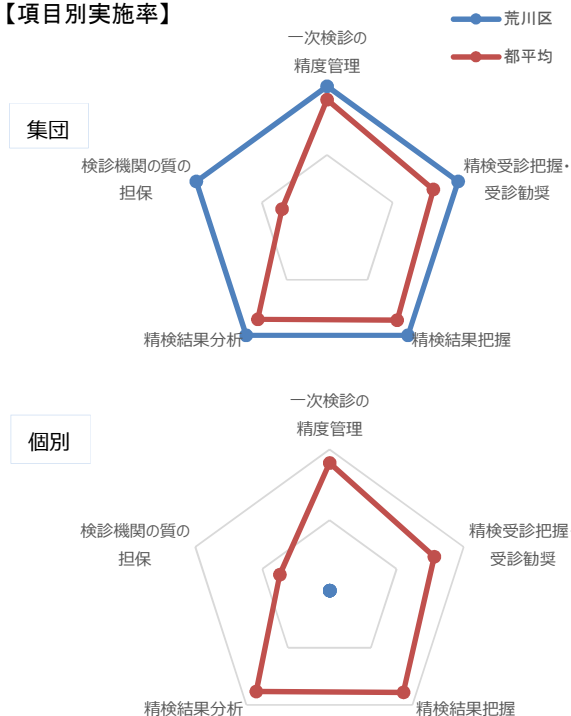 【項目別実施率】
荒川区
都平均
集団
一次検診の
精度管理
精検受診把握・
受診勧奨
精検結果把握
精検結果分析
検診機関の質の
担保
個別
一次検診の
精度管理
精検受診把握
受診勧奨
精検結果把握
精検結果分析
検診機関の質の
担保